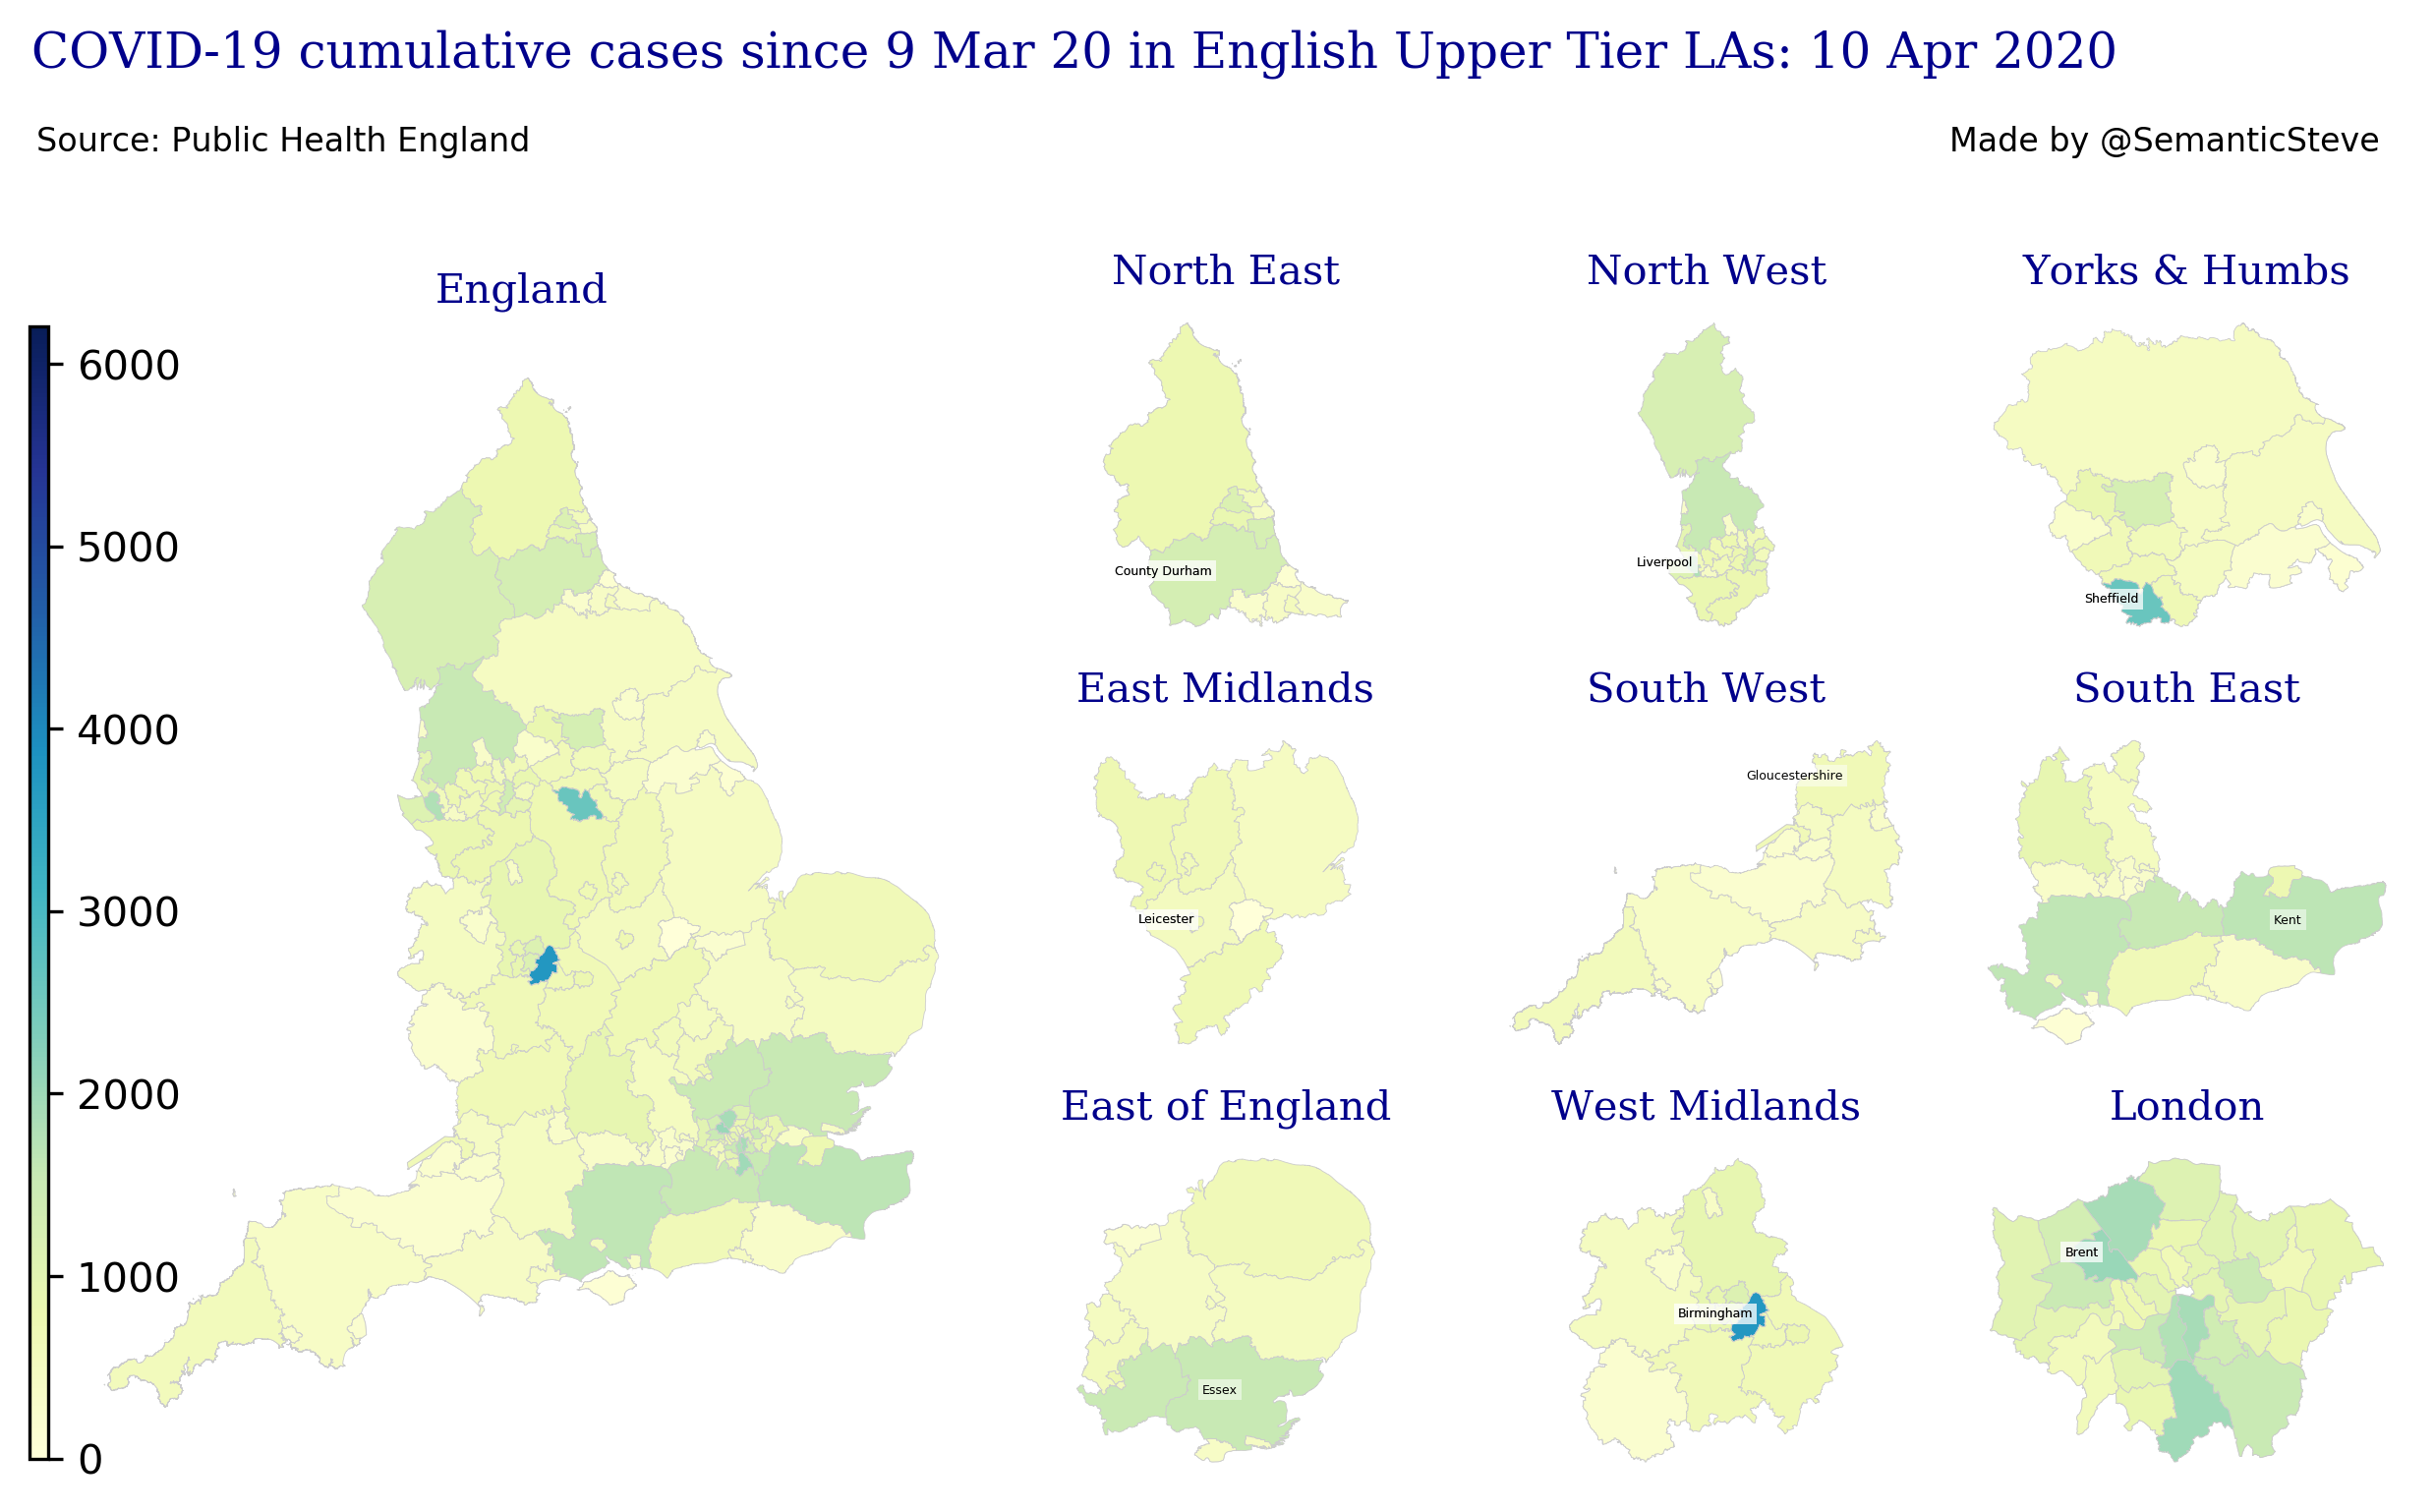 COVID-19 cumulative cases since 9 Mar 20 in English Upper Tier LAs: 10 Apr 2020
Source: Public Health England
Made by @SemanticSteve
England
6000
5000
4000
3000
2000
1000
0
North East
County Durham
North West
Liverpool
Yorks & Humbs
Sheffield
East Midlands
Leicester
South West
Gloucestershire
South East
Kent
East of England
Essex
West Midlands
Birmingham
London
Brent